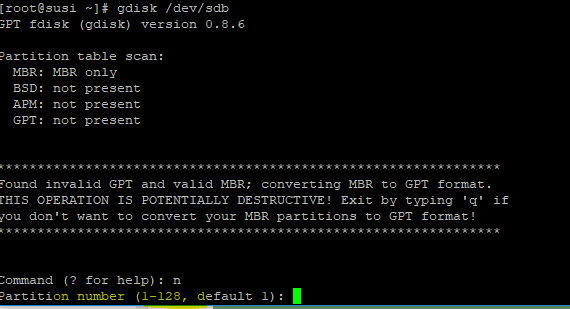 [root@susi ~]# gdisk /dev/sdb
GPT fdisk (gdisk) version 0.8.6
Partition table scan:
MBR: MBR only
BSD: not present
APM: not present
GPT: not present
***************************************************************
Found invalid GPT and valid MBR; converting MBR to GPT format.
THIS OPERATION IS POTENTIALLY DESTRUCTIVE! Exit by typing 'q' if
you don't want to convert your MBR partitions to GPT format!
***************************************************************
Command (? for help): n
Partition number (1-128, default 1):